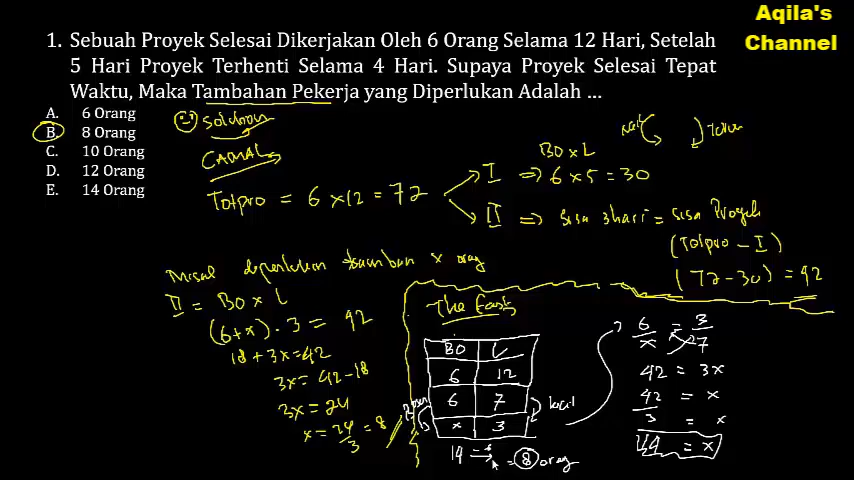 Aqila's
Channel
1. Sebuah Proyek Selesai Dikerjakan Oleh 6 Orang Selama 12 Hari, Setelah
5 Hari Proyek Terhenti Selama 4 Hari. Supaya Proyek Selesai Tepat
Waktu, Maka Tambahan Pekerja yang Diperlukan Adalah ...
A. 6 Orang
B. 8 Orang
C. 10 Orang
D. 12 Orang
E. 14 Orang
Solution
Totpro = 6 × 12 = 72
BO × L
I ⇒ 6 × 5 = 30
II ⇒ sisa 3 hari = sisa Proyek
(Totpro - I)
(72 - 30) = 42
Misal diperlukan tambahan x orang
II = BO × L
(6+x) . 3 = 42
18 + 3x = 42
3x = 42 - 18
3x = 24
x = 24/3 = 8
The East
BO L
6 12
6 7
x 3
kecil
14 - 6 = 8 orang
6/x = 3/7
42 = 3x
42/3 = x
= x
14 = x